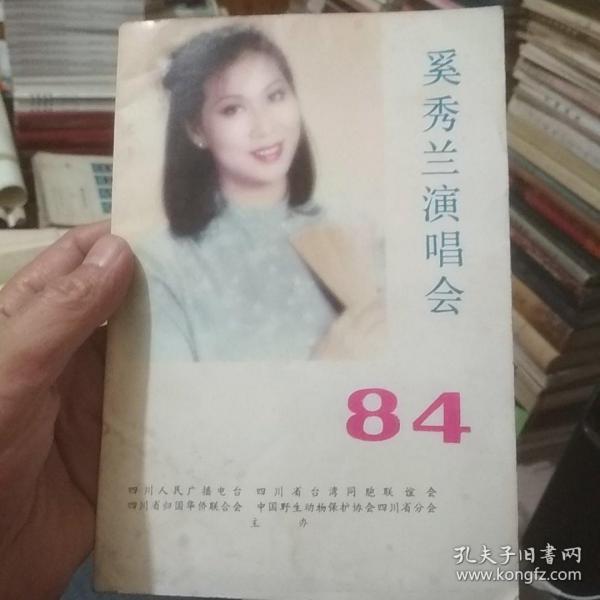 奚秀兰演唱会
84
四川人民广播电台 四川省台湾同胞联谊会
四川省归国华侨联合会 中国野生动物保护协会四川省分会
主办
孔夫子旧书网
www.kongfz.com